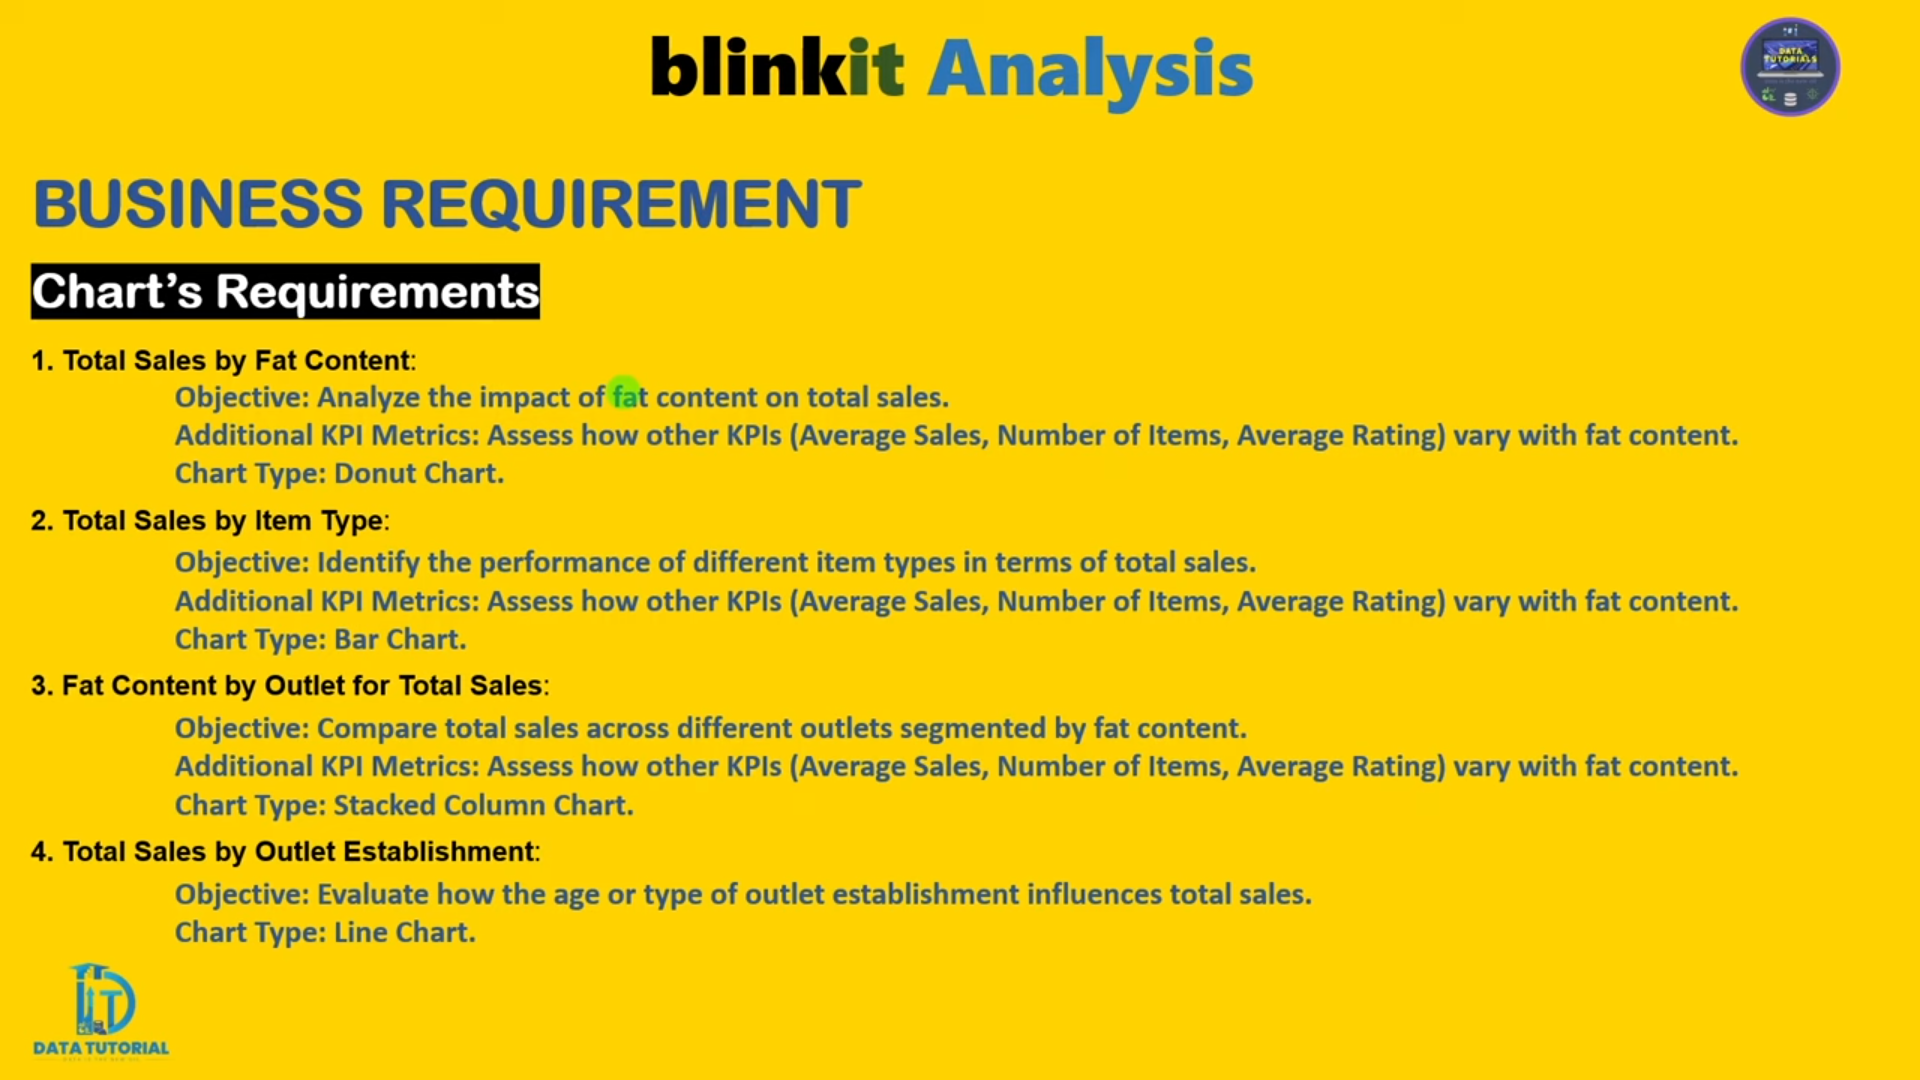 blinkit Analysis
DATA
TUTORIALS
BUSINESS REQUIREMENT
Chart’s Requirements
1. Total Sales by Fat Content:
Objective: Analyze the impact of fat content on total sales.
Additional KPI Metrics: Assess how other KPIs (Average Sales, Number of Items, Average Rating) vary with fat content.
Chart Type: Donut Chart.
2. Total Sales by Item Type:
Objective: Identify the performance of different item types in terms of total sales.
Additional KPI Metrics: Assess how other KPIs (Average Sales, Number of Items, Average Rating) vary with fat content.
Chart Type: Bar Chart.
3. Fat Content by Outlet for Total Sales:
Objective: Compare total sales across different outlets segmented by fat content.
Additional KPI Metrics: Assess how other KPIs (Average Sales, Number of Items, Average Rating) vary with fat content.
Chart Type: Stacked Column Chart.
4. Total Sales by Outlet Establishment:
Objective: Evaluate how the age or type of outlet establishment influences total sales.
Chart Type: Line Chart.
DATA TUTORIAL